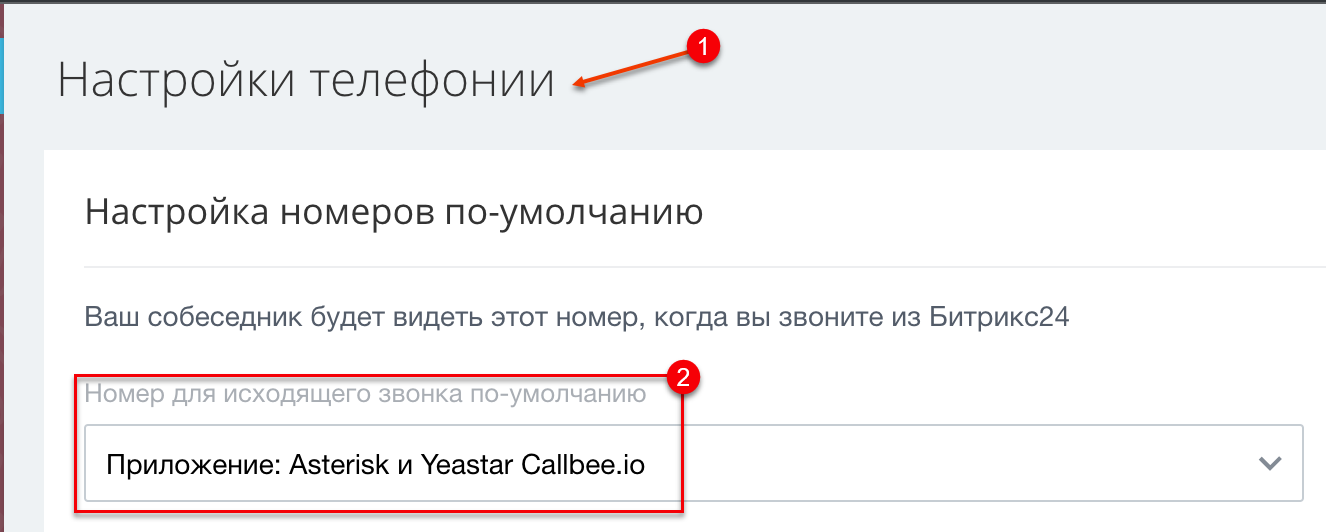 1
Настройки телефонии
Настройка номеров по-умолчанию
Ваш собеседник будет видеть этот номер, когда вы звоните из Битрикс24
2
Номер для исходящего звонка по-умолчанию
Приложение: Asterisk и Yeastar Callbee.io